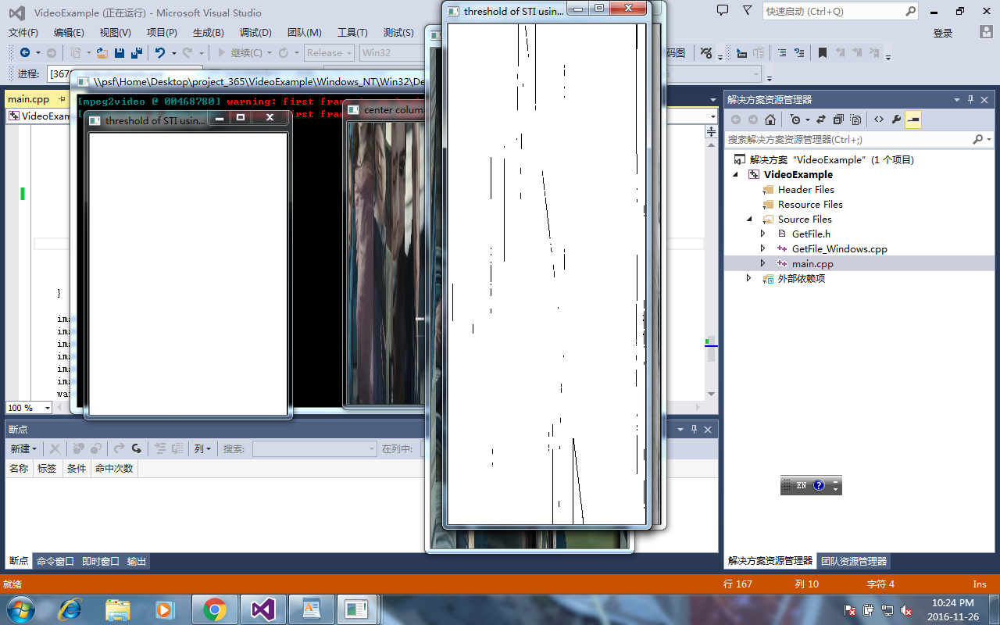 VideoExample (正在运行) - Microsoft Visual Studio
快速启动 (Ctrl+Q)
文件(F) 编辑(E) 视图(V) 项目(P) 生成(B) 调试(D) 团队(M) 工具(T) 测试(S)
登录
继续(C) Release Win32
码图
进程: [367
\\psf\Home\Desktop\project_365\VideoExample\Windows_NT\Win32\De
main.cpp
[mpeg2video @ 00468780] warning: first fra
first fra
VideoExam
threshold of STI usin...
center colum
threshold of STI usin...
}
ima
ima
ima
ima
ima
ima
wai
100 %
解决方案资源管理器
搜索解决方案资源管理器(Ctrl+;)
解决方案 “VideoExample” (1 个项目)
VideoExample
Header Files
Resource Files
Source Files
GetFile.h
GetFile_Windows.cpp
main.cpp
外部依赖项
EN
断点
新建 列 搜索: 在列中:
名称 标签 条件 命中次数
断点 命令窗口 即时窗口 输出
解决方案资源管理器 团队资源管理器
就绪 行 167 列 10 字符 4 Ins
10:24 PM
2016-11-26